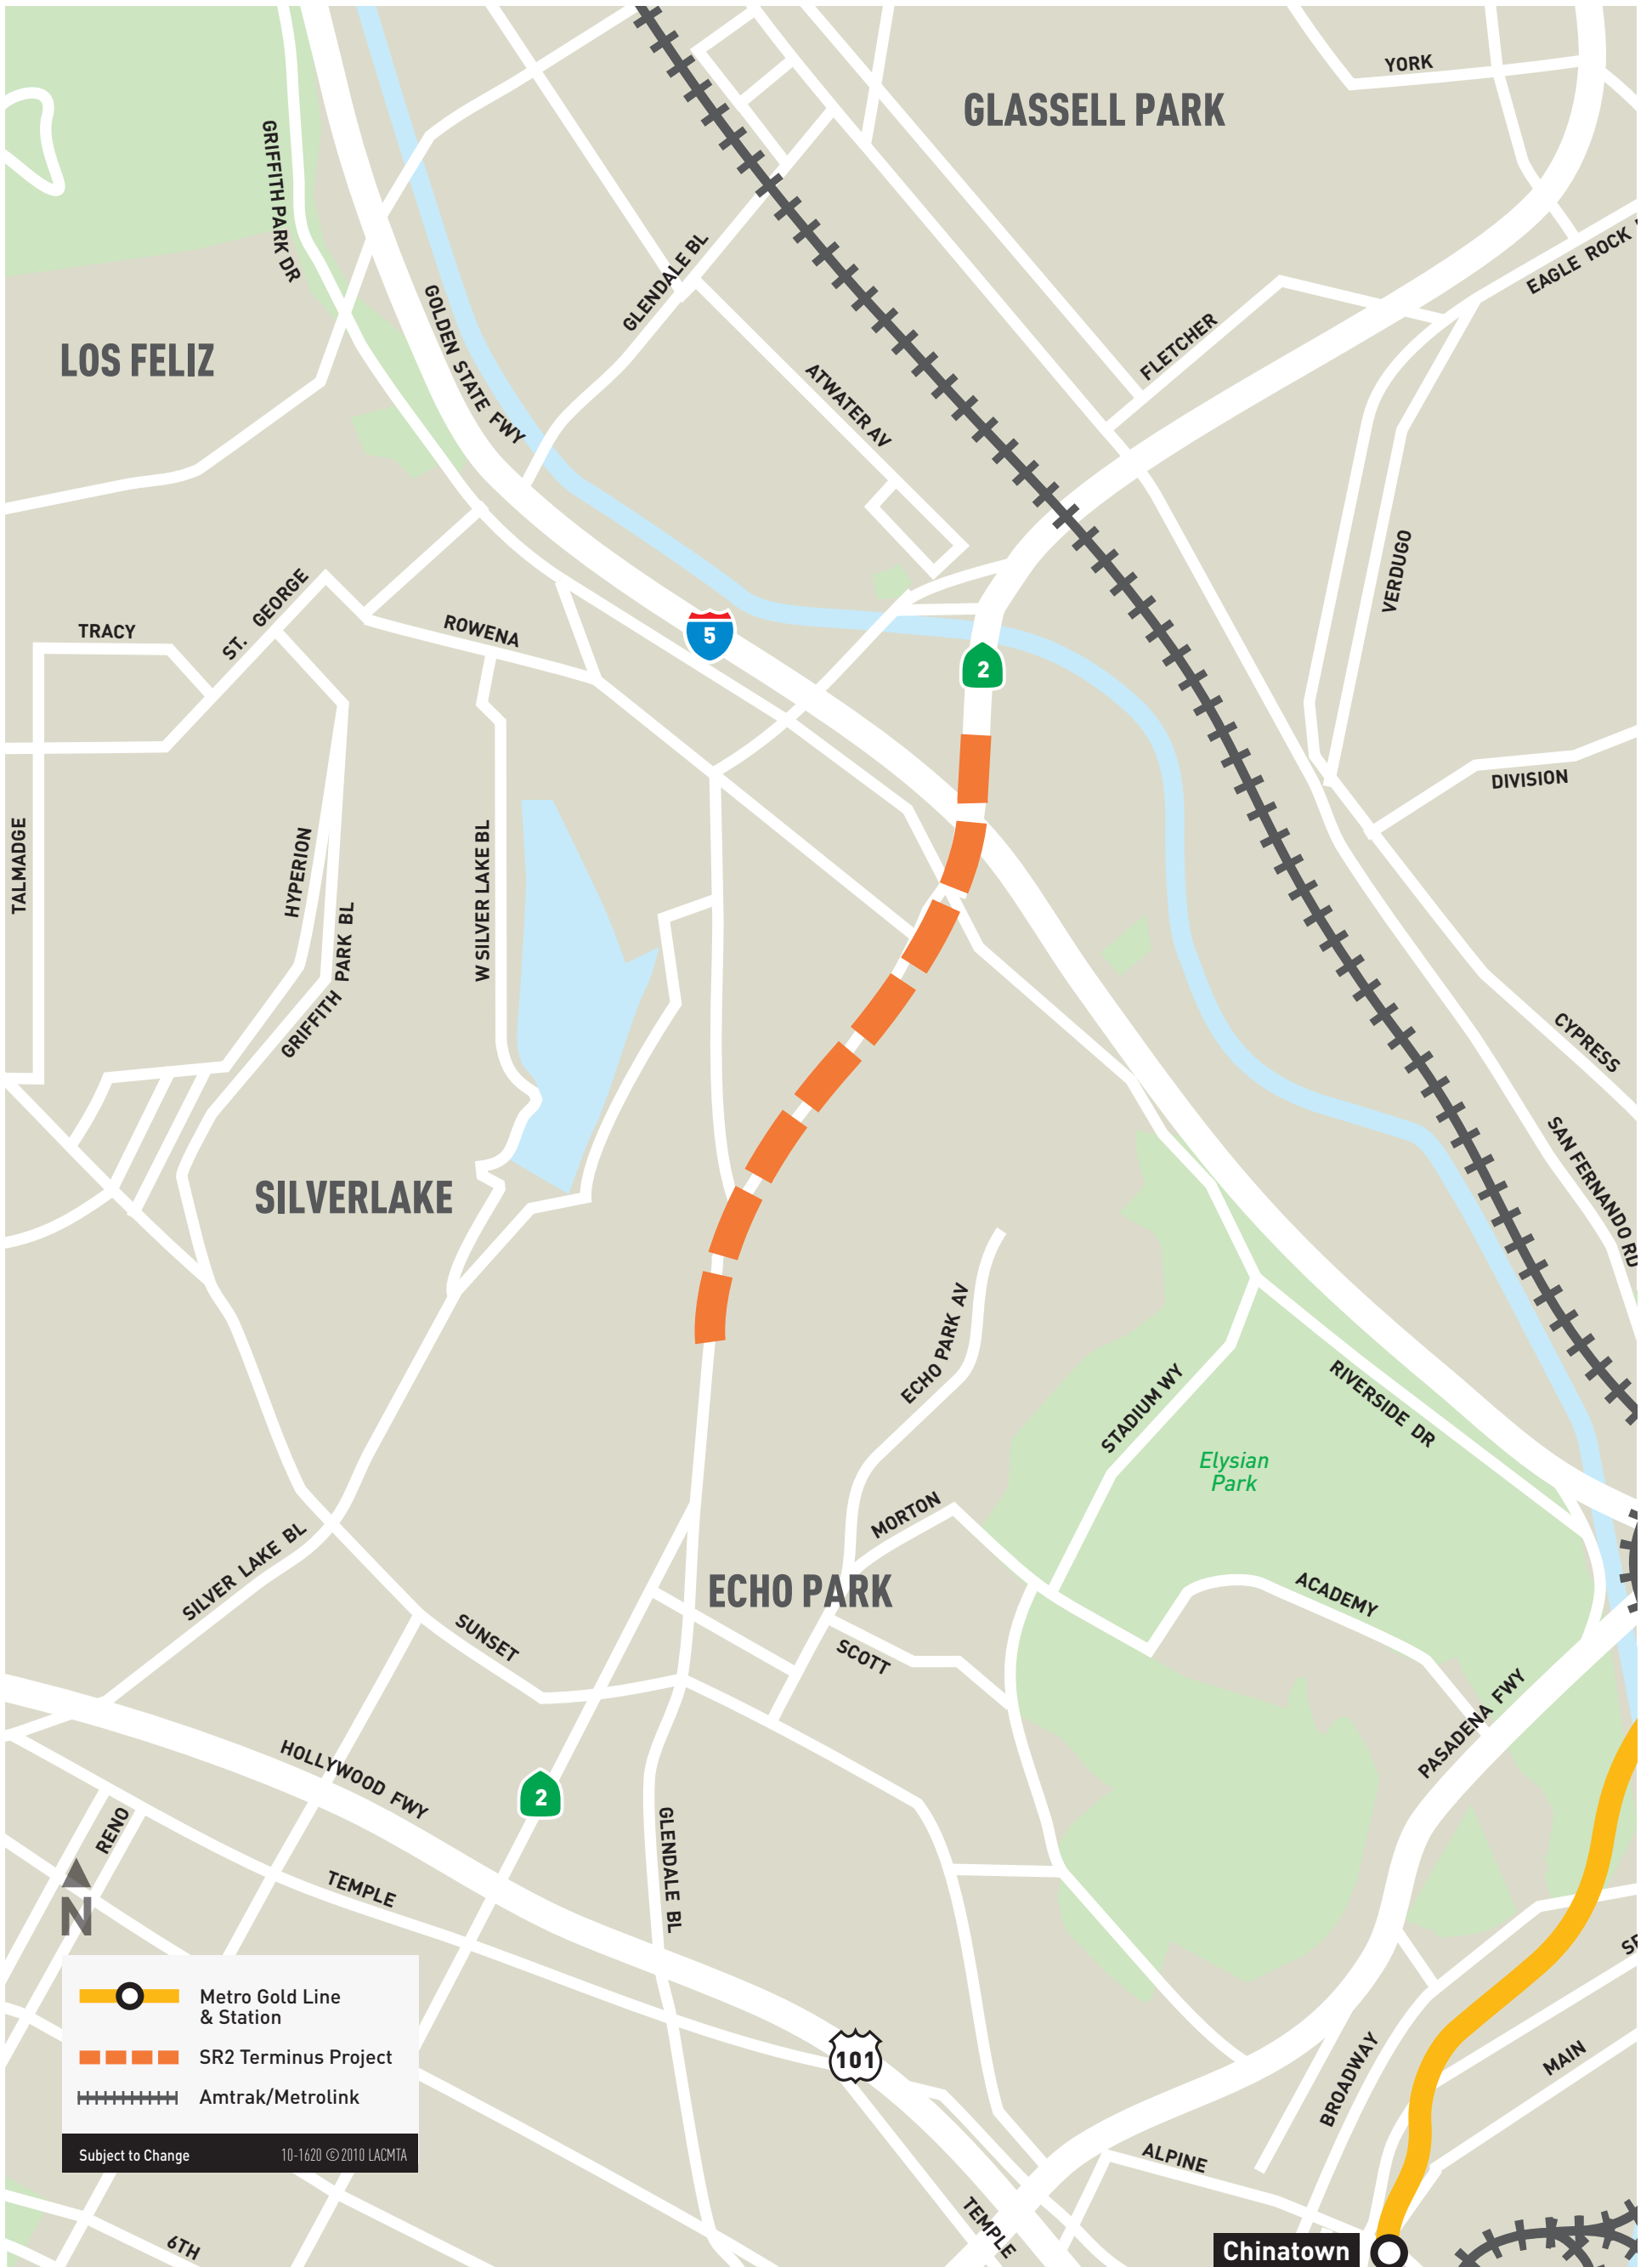 YORK
GLASSELL PARK
GRIFFITH PARK DR
EAGLE ROCK
GLENDALE BL
GOLDEN STATE FWY
LOS FELIZ
FLETCHER
ATWATER AV
VERDUGO
ST. GEORGE
TRACY
ROWENA
5
2
DIVISION
TALMADGE
HYPERION
W SILVER LAKE BL
GRIFFITH PARK BL
CYPRESS
SAN FERNANDO RD
SILVERLAKE
ECHO PARK AV
STADIUM WY
RIVERSIDE DR
Elysian
Park
MORTON
SILVER LAKE BL
ECHO PARK
ACADEMY
SUNSET
SCOTT
PASADENA FWY
HOLLYWOOD FWY
2
RENO
GLENDALE BL
TEMPLE
N
Metro Gold Line
& Station
SR2 Terminus Project
Amtrak/Metrolink
Subject to Change
10-1620 ©2010 LACMTA
101
BROADWAY
MAIN
ALPINE
TEMPLE
6TH
Chinatown